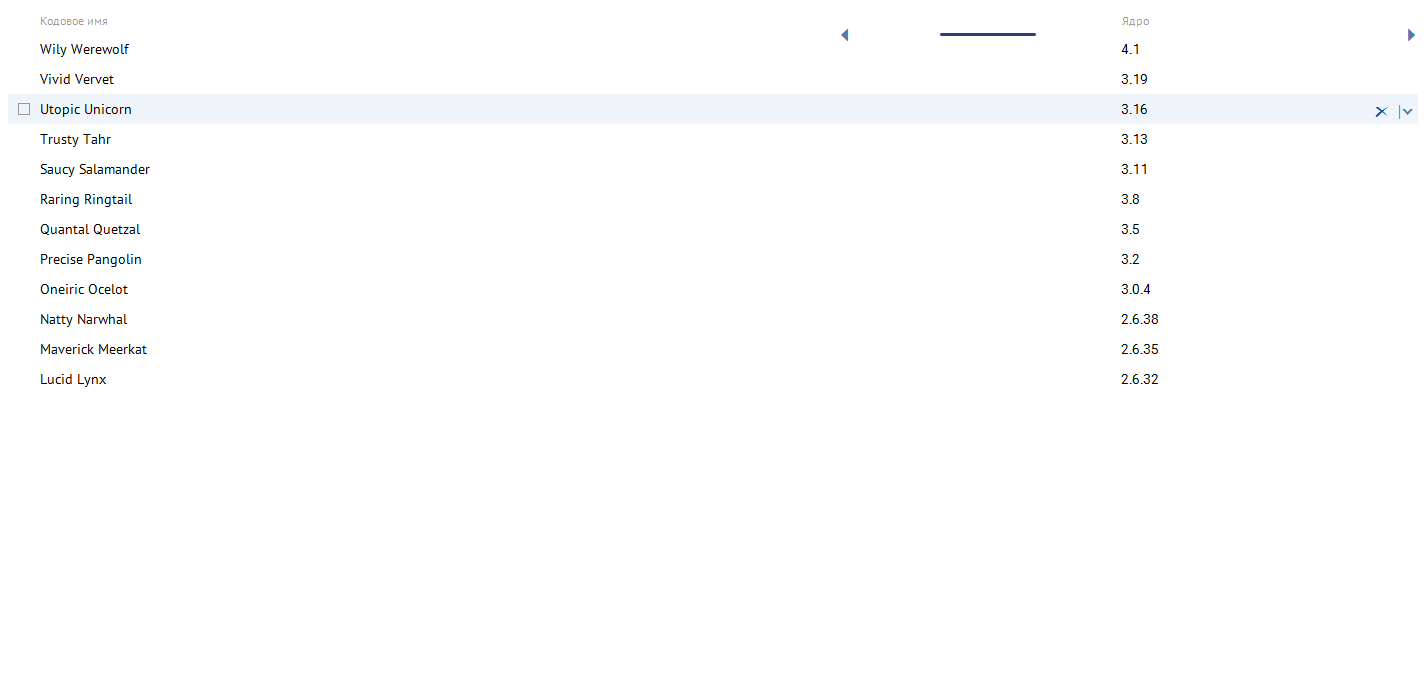 Кодовое имя Ядро
Wily Werewolf 4.1
Vivid Vervet 3.19
Utopic Unicorn 3.16
Trusty Tahr 3.13
Saucy Salamander 3.11
Raring Ringtail 3.8
Quantal Quetzal 3.5
Precise Pangolin 3.2
Oneiric Ocelot 3.0.4
Natty Narwhal 2.6.38
Maverick Meerkat 2.6.35
Lucid Lynx 2.6.32